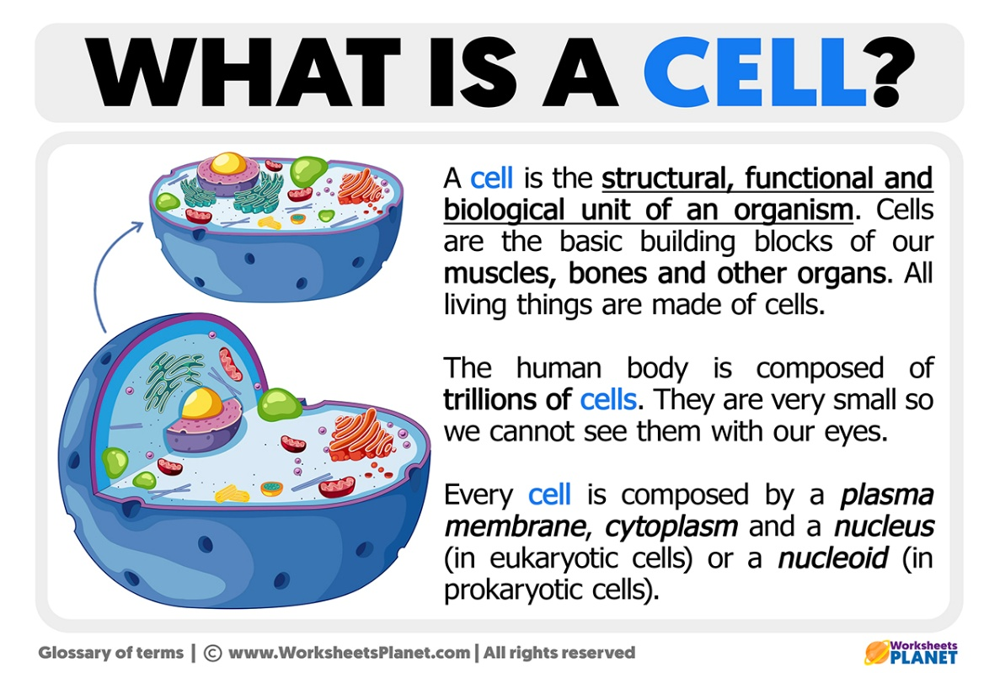 WHAT IS A CELL?
A cell is the structural, functional and
biological unit of an organism. Cells
are the basic building blocks of our
muscles, bones and other organs. All
living things are made of cells.
The human body is composed of
trillions of cells. They are very small so
we cannot see them with our eyes.
Every cell is composed by a plasma
membrane, cytoplasm and a nucleus
(in eukaryotic cells) or a nucleoid (in
prokaryotic cells).
Glossary of terms | © www.WorksheetsPlanet.com | All rights reserved
Worksheets
PLANET